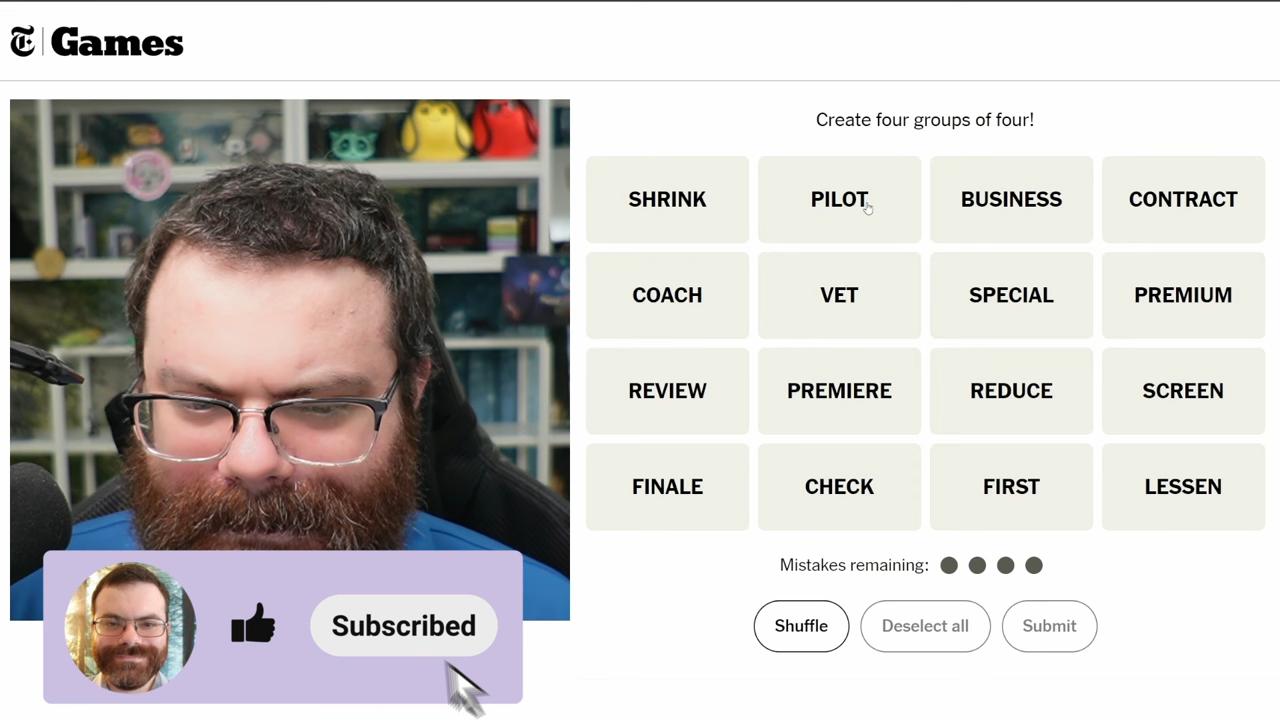 T Games
Create four groups of four!
SHRINK PILOT BUSINESS CONTRACT
COACH VET SPECIAL PREMIUM
REVIEW PREMIERE REDUCE SCREEN
FINALE CHECK FIRST LESSEN
Mistakes remaining:
Shuffle Deselect all Submit
Subscribed